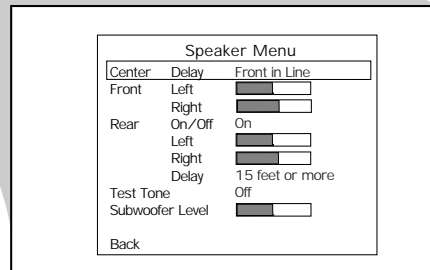 Speaker Menu
Center Delay Front in Line
Front Left
Right
Rear On/Off On
Left
Right
Delay 15 feet or more
Test Tone Off
Subwoofer Level
Back